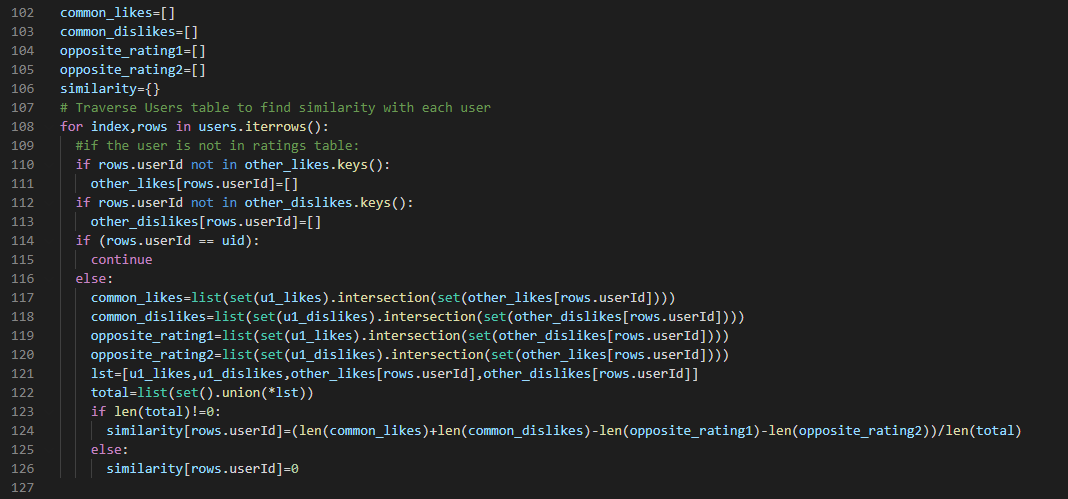 102 common_likes=[]
103 common_dislikes=[]
104 opposite_rating1=[]
105 opposite_rating2=[]
106 similarity={}
107 # Traverse Users table to find similarity with each user
108 for index,rows in users.iterrows():
109   #if the user is not in ratings table:
110   if rows.userId not in other_likes.keys():
111     other_likes[rows.userId]=[]
112   if rows.userId not in other_dislikes.keys():
113     other_dislikes[rows.userId]=[]
114   if (rows.userId == uid):
115     continue
116   else:
117     common_likes=list(set(u1_likes).intersection(set(other_likes[rows.userId])))
118     common_dislikes=list(set(u1_dislikes).intersection(set(other_dislikes[rows.userId])))
119     opposite_rating1=list(set(u1_likes).intersection(set(other_dislikes[rows.userId])))
120     opposite_rating2=list(set(u1_dislikes).intersection(set(other_likes[rows.userId])))
121     lst=[u1_likes,u1_dislikes,other_likes[rows.userId],other_dislikes[rows.userId]]
122     total=list(set().union(*lst))
123     if len(total)!=0:
124       similarity[rows.userId]=(len(common_likes)+len(common_dislikes)-len(opposite_rating1)-len(opposite_rating2))/len(total)
125     else:
126       similarity[rows.userId]=0
127